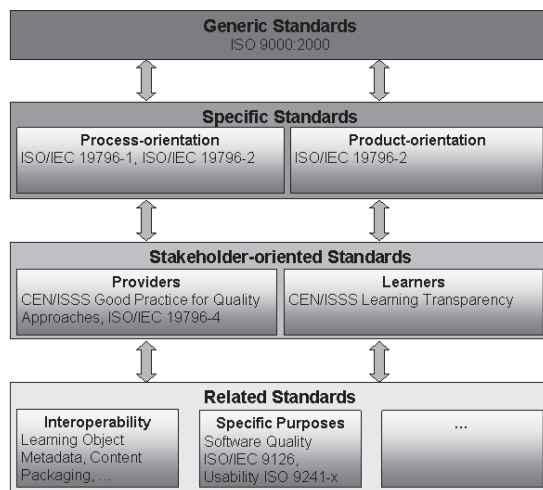 Generic Standards
ISO 9000:2000
Specific Standards
Process-orientation
ISO/IEC 19796-1, ISO/IEC 19796-2
Product-orientation
ISO/IEC 19796-2
Stakeholder-oriented Standards
Providers
CEN/ISSS Good Practice for Quality
Approaches, ISO/IEC 19796-4
Learners
CEN/ISSS Learning Transparency
Related Standards
Interoperability
Learning Object
Metadata, Content
Packaging, ...
Specific Purposes
Software Quality
ISO/IEC 9126,
Usability ISO 9241-x
...